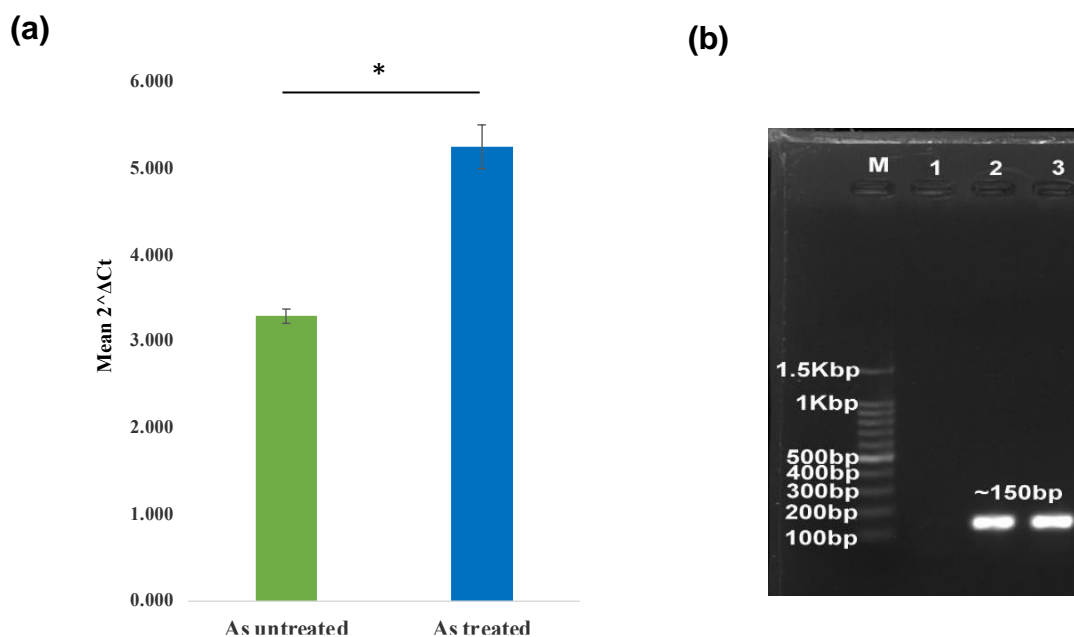 (a)
*
6.000
5.000
4.000
3.000
2.000
1.000
0.000
Mean 2^ΔCt
As untreated
As treated
(b)
M 1 2 3
1.5Kbp
1Kbp
500bp
400bp
300bp
200bp
100bp
~150bp